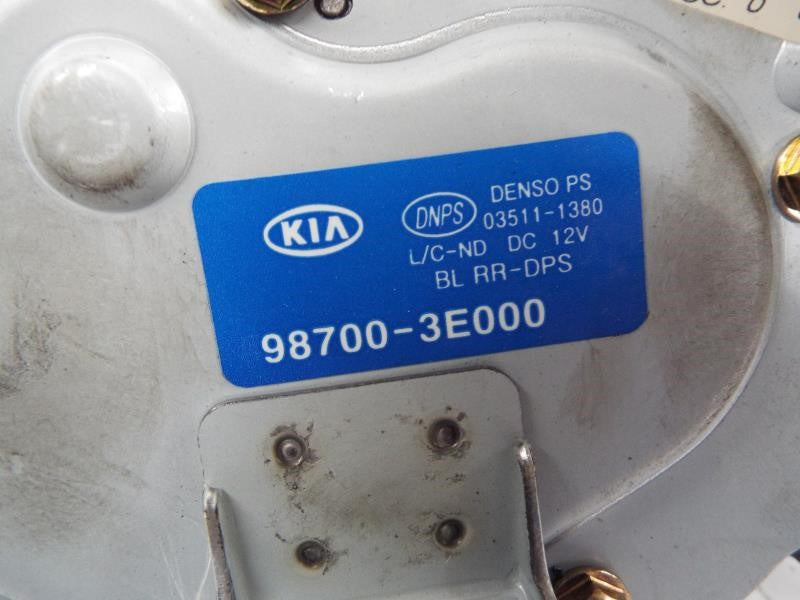 KIA
DNPS
DENSO PS
03511-1380
L/C-ND DC 12V
BL RR-DPS
98700-3E000